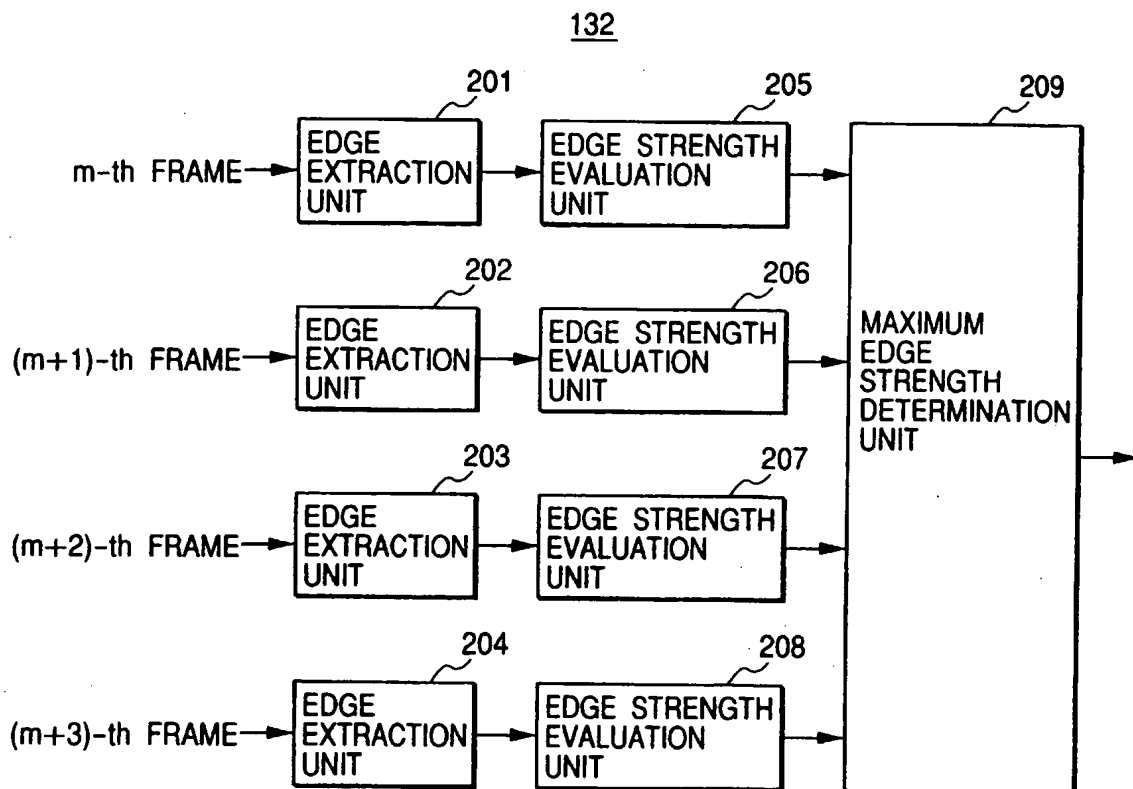 132
201
205
209
m-th FRAME
EDGE
EXTRACTION
UNIT
EDGE STRENGTH
EVALUATION
UNIT
202
206
(m+1)-th FRAME
EDGE
EXTRACTION
UNIT
EDGE STRENGTH
EVALUATION
UNIT
MAXIMUM
EDGE
STRENGTH
DETERMINATION
UNIT
203
207
(m+2)-th FRAME
EDGE
EXTRACTION
UNIT
EDGE STRENGTH
EVALUATION
UNIT
204
208
(m+3)-th FRAME
EDGE
EXTRACTION
UNIT
EDGE STRENGTH
EVALUATION
UNIT